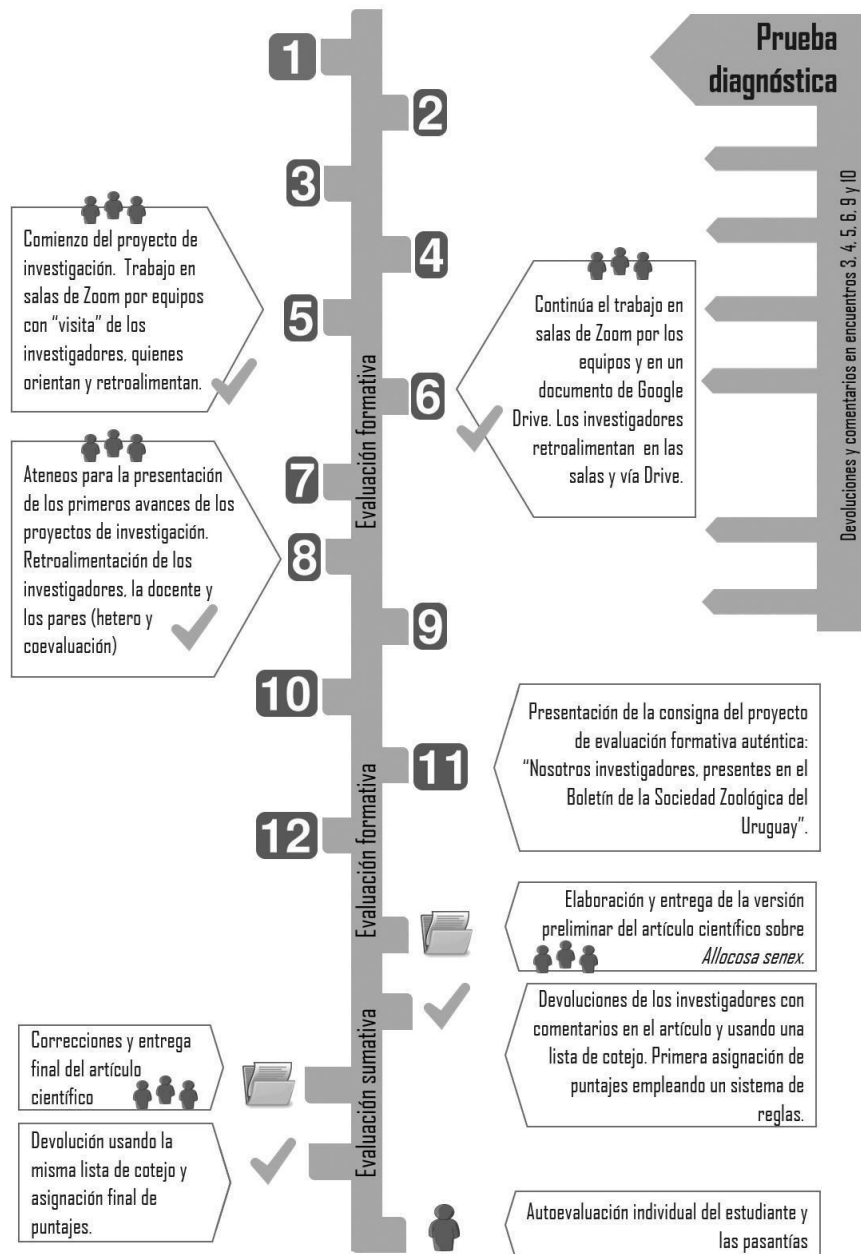 Prueba
diagnóstica
Devoluciones y comentarios en encuentros 3, 4, 5, 6, 9 y 10
1
2
3
4
Comienzo del proyecto de
investigación. Trabajo en
salas de Zoom por equipos
con “visita” de los
investigadores, quienes
orientan y retroalimentan.
5
Continúa el trabajo en
salas de Zoom por los
equipos y en un
documento de Google
Drive. Los investigadores
retroalimentan en las
salas y vía Drive.
6
Evaluación formativa
7
Ateneos para la presentación
de los primeros avances de los
proyectos de investigación.
Retroalimentación de los
investigadores, la docente y
los pares (hetero y
coevaluación)
8
9
10
11
Presentación de la consigna del proyecto
de evaluación formativa auténtica:
“Nosotros investigadores, presentes en el
Boletín de la Sociedad Zoológica del
Uruguay”.
12
Evaluación formativa
Elaboración y entrega de la versión
preliminar del artículo científico sobre
Allocosa senex.
Devoluciones de los investigadores con
comentarios en el artículo y usando una
lista de cotejo. Primera asignación de
puntajes empleando un sistema de
reglas.
Evaluación sumativa
Correcciones y entrega
final del artículo
científico
Devolución usando la
misma lista de cotejo y
asignación final de
puntajes.
Autoevaluación individual del estudiante y
las pasantías